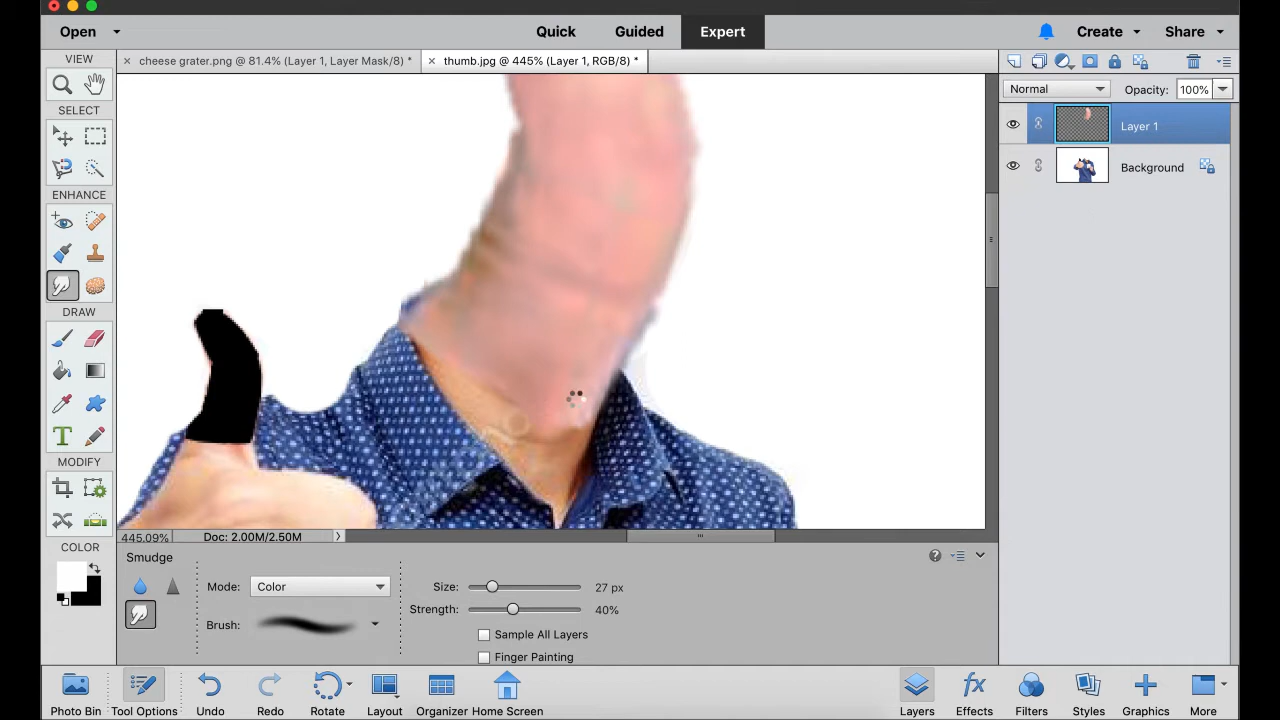 Open
Quick
Guided
Expert
Create
Share
VIEW
× cheese grater.png @ 81.4% (Layer 1, Layer Mask/8) *
× thumb.jpg @ 445% (Layer 1, RGB/8) *
Normal
Opacity: 100%
SELECT
Layer 1
Background
ENHANCE
DRAW
T
MODIFY
COLOR
445.09%
Doc: 2.00M/2.50M
Smudge
Mode: Color
Brush:
Size: 27 px
Strength: 40%
Sample All Layers
Finger Painting
Photo Bin
Tool Options
Undo
Redo
Rotate
Layout
Organizer
Home Screen
Layers
fx
Effects
Filters
Styles
Graphics
More